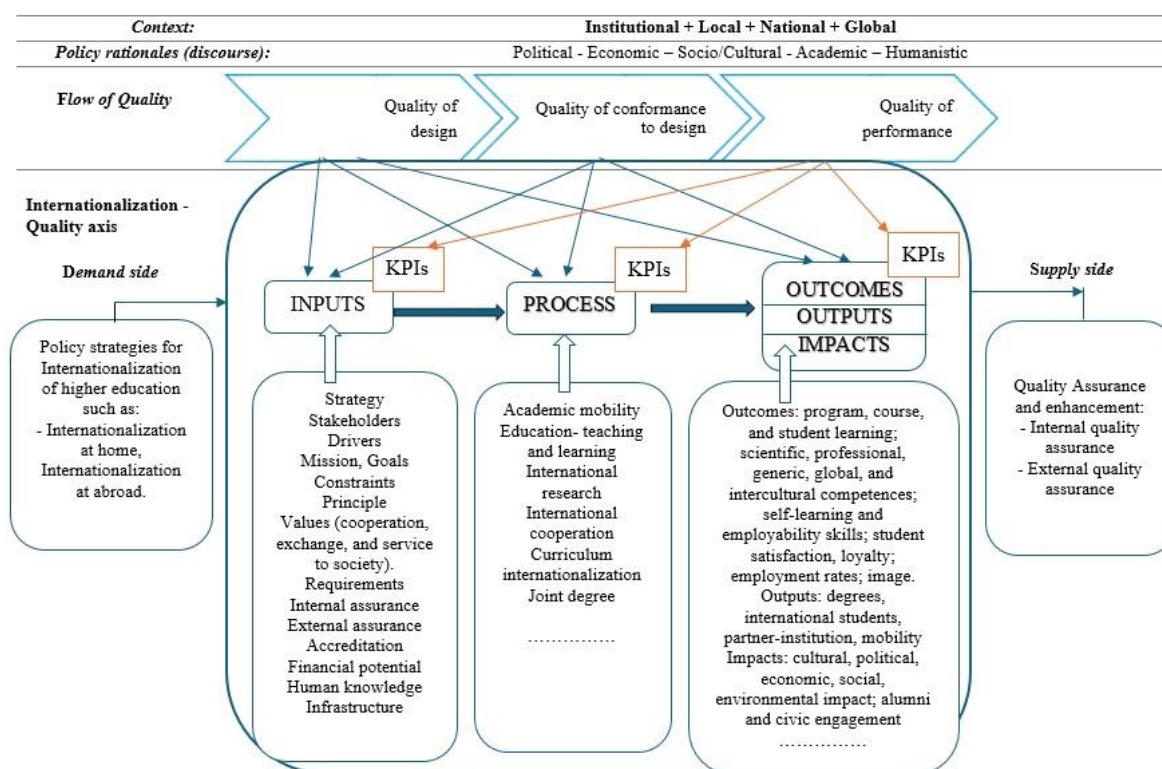 Context: Institutional + Local + National + Global
Policy rationales (discourse): Political - Economic – Socio/Cultural - Academic – Humanistic
Flow of Quality
Quality of
design
Quality of conformance
to design
Quality of
performance
Internationalization -
Quality axis
Demand side
Supply side
KPIs
KPIs
KPIs
INPUTS
PROCESS
OUTCOMES
OUTPUTS
IMPACTS
Policy strategies for
Internationalization
of higher education
such as:
- Internationalization
at home,
Internationalization
at abroad.
Strategy
Stakeholders
Drivers
Mission, Goals
Constraints
Principle
Values (cooperation,
exchange, and service
to society).
Requirements
Internal assurance
External assurance
Accreditation
Financial potential
Human knowledge
Infrastructure
Academic mobility
Education- teaching
and learning
International
research
International
cooperation
Curriculum
internationalization
Joint degree
……………
Outcomes: program, course,
and student learning;
scientific, professional,
generic, global, and
intercultural competences;
self-learning and
employability skills; student
satisfaction, loyalty;
employment rates; image.
Outputs: degrees,
international students,
partner-institution, mobility
Impacts: cultural, political,
economic, social,
environmental impact; alumni
and civic engagement
……………
Quality Assurance
and enhancement:
- Internal quality
assurance
- External quality
assurance